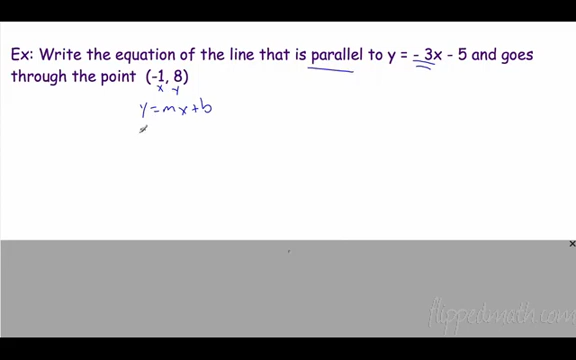 Ex: Write the equation of the line that is parallel to y = - 3x - 5 and goes
through the point (-1, 8)
x y
y = mx + b
flippedmath.com